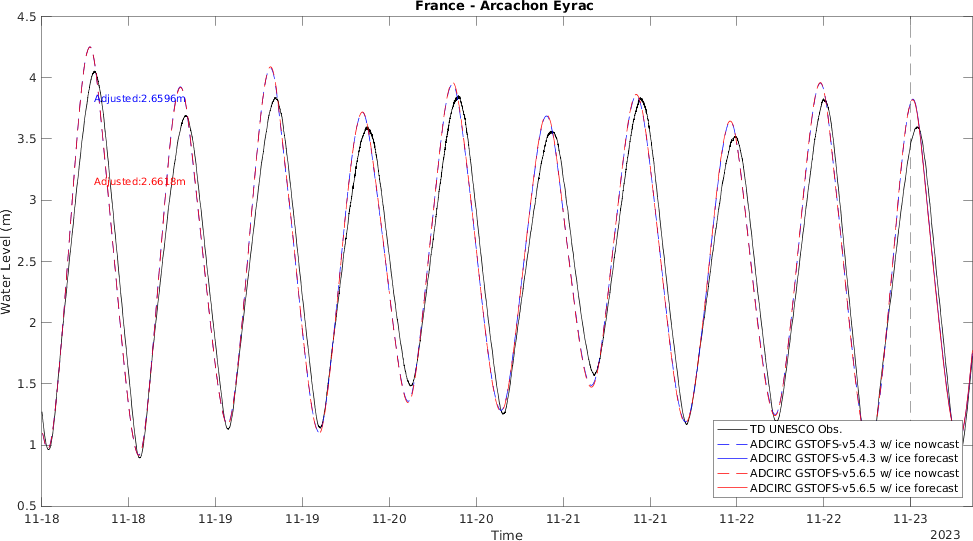 France - Arcachon Eyrac
4.5
4
3.5
3
2.5
2
1.5
1
0.5
Water Level (m)
Adjusted:2.6596m
Adjusted:2.6618m
TD UNESCO Obs.
ADCIRC GSTOFS-v5.4.3 w/ ice nowcast
ADCIRC GSTOFS-v5.4.3 w/ ice forecast
ADCIRC GSTOFS-v5.6.5 w/ ice nowcast
ADCIRC GSTOFS-v5.6.5 w/ ice forecast
11-18 11-18 11-19 11-19 11-20 11-20 11-21 11-21 11-22 11-22 11-23
Time
2023